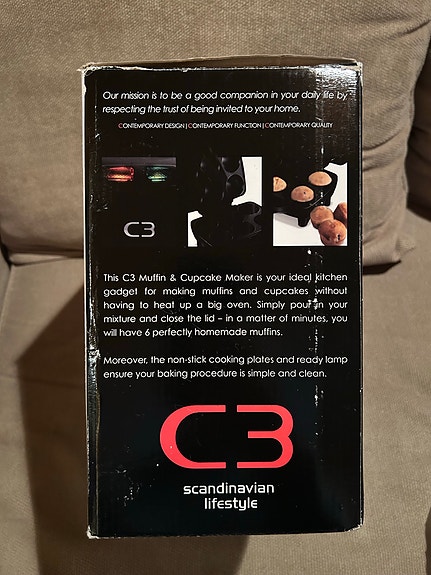 Our mission is to be a good companion in your daily life by
respecting the trust of being invited to your home.
CONTEMPORARY DESIGN | CONTEMPORARY FUNCTION | CONTEMPORARY QUALITY
C3
This C3 Muffin & Cupcake Maker is your ideal kitchen
gadget for making muffins and cupcakes without
having to heat up a big oven. Simply pour in your
mixture and close the lid – in a matter of minutes, you
will have 6 perfectly homemade muffins.
Moreover, the non-stick cooking plates and ready lamp
ensure your baking procedure is simple and clean.
C3
scandinavian
lifestyle